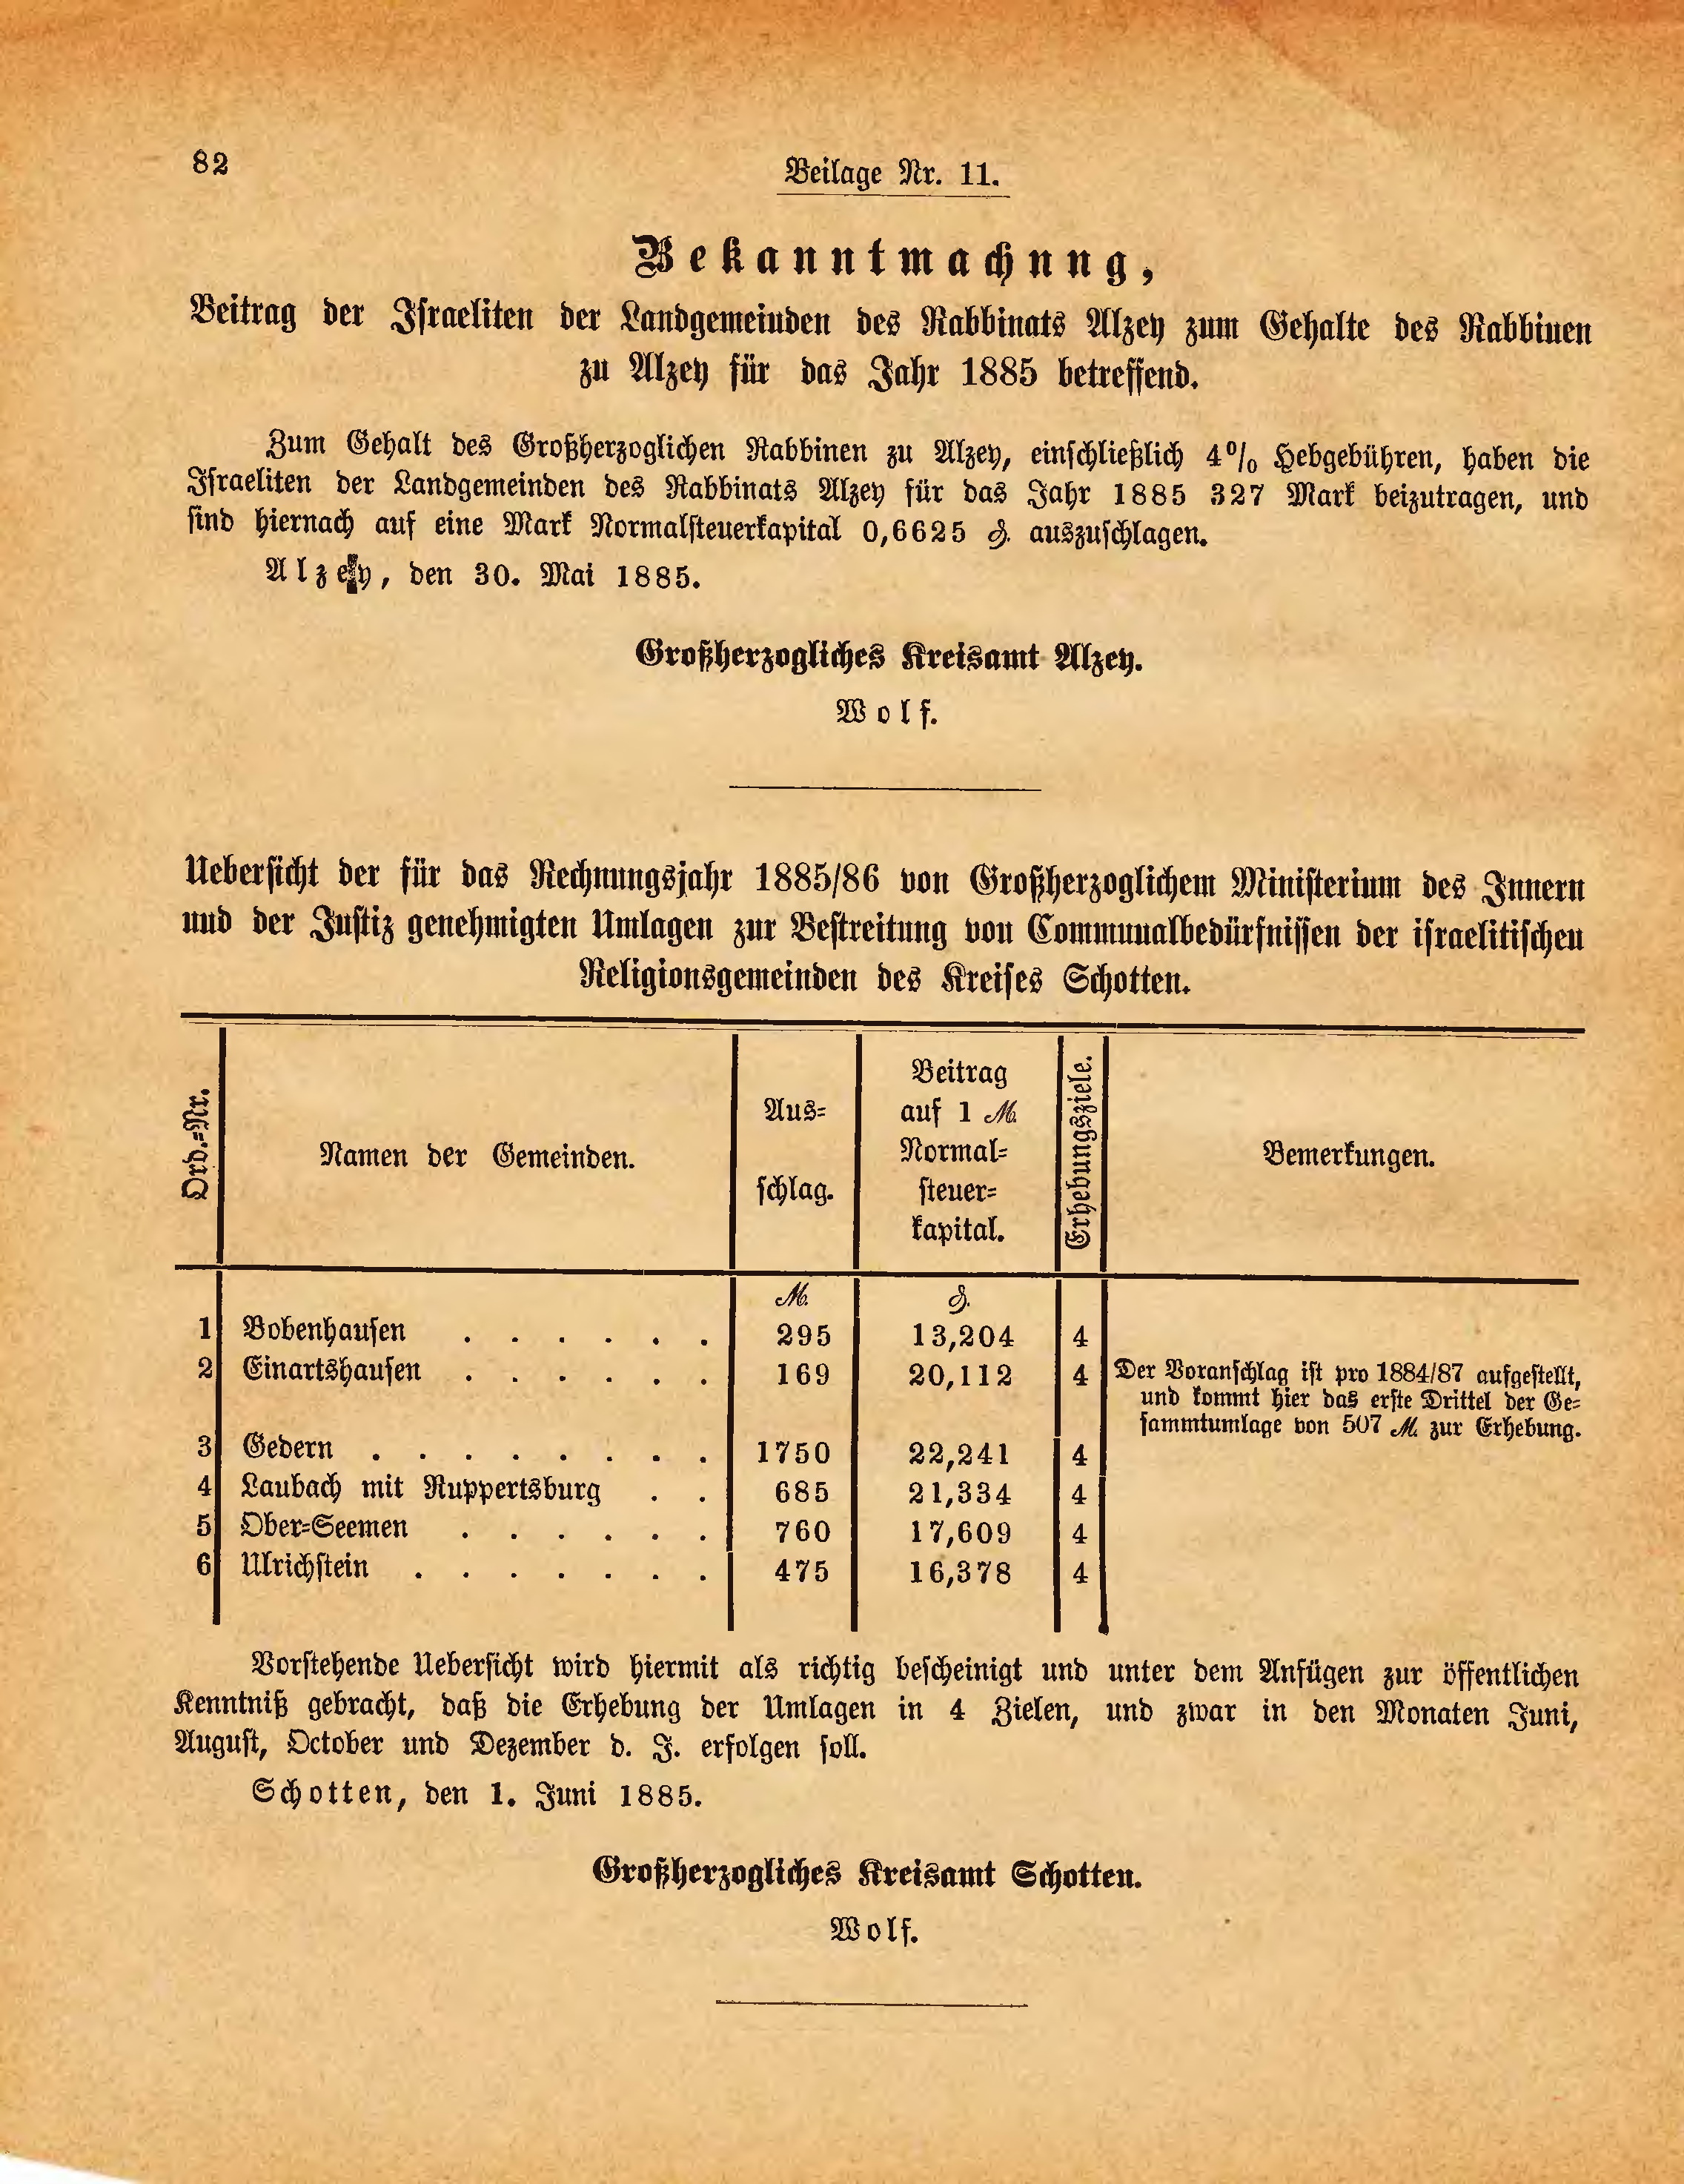 82
Beilage Nr. 11.
Bekanntmachung,
Beitrag der Israeliten der Landgemeinden des Rabbinats Alzey zum Gehalte des Rabbinen
zu Alzey für das Jahr 1885 betreffend.
Zum Gehalt des Großherzoglichen Rabbinen zu Alzey, einschließlich 4% Hebgebühren, haben die
Israeliten der Landgemeinden des Rabbinats Alzey für das Jahr 1885 327 Mark beizutragen, und
sind hiernach auf eine Mark Normalsteuerkapital 0,6625 ₰. auszuschlagen.
Alzey, den 30. Mai 1885.
Großherzogliches Kreisamt Alzey.
Wolf.
Uebersicht der für das Rechnungsjahr 1885/86 von Großherzoglichem Ministerium des Innern
und der Justiz genehmigten Umlagen zur Bestreitung von Communalbedürfnissen der israelitischen
Religionsgemeinden des Kreises Schotten.
Ord.=Nr.
Namen der Gemeinden.
Aus=
schlag.
Beitrag
auf 1 M.
Normal=
steuer=
kapital.
Erhebungsziele.
Bemerkungen.
M. ₰.
1 Bobenhausen . . . . . . 295 13,204 4
2 Einartshausen . . . . . . 169 20,112 4 Der Voranschlag ist pro 1884/87 aufgestellt,
und kommt hier das erste Drittel der Ge=
sammtumlage von 507 M. zur Erhebung.
3 Gedern . . . . . . . . 1750 22,241 4
4 Laubach mit Ruppertsburg . . 685 21,334 4
5 Ober=Seemen . . . . . . 760 17,609 4
6 Ulrichstein . . . . . . . 475 16,378 4
Vorstehende Uebersicht wird hiermit als richtig bescheinigt und unter dem Anfügen zur öffentlichen
Kenntniß gebracht, daß die Erhebung der Umlagen in 4 Zielen, und zwar in den Monaten Juni,
August, October und Dezember d. J. erfolgen soll.
Schotten, den 1. Juni 1885.
Großherzogliches Kreisamt Schotten.
Wolf.